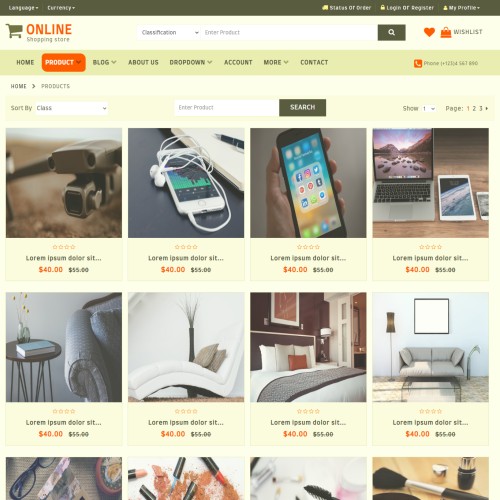 Language Currency Status Of Order Login Or Register My Profile
ONLINE
Shopping store
Classification Enter Product WISHLIST
HOME PRODUCT BLOG ABOUT US DROPDOWN ACCOUNT MORE CONTACT
HOME PRODUCTS
Sort By Class Enter Product SEARCH Show 1 Page: 1 2 3
Lorem ipsum dolor sit... Lorem ipsum dolor sit... Lorem ipsum dolor sit... Lorem ipsum dolor sit...
$40.00 $55.00 $40.00 $55.00 $40.00 $55.00 $40.00 $55.00
Lorem ipsum dolor sit... Lorem ipsum dolor sit... Lorem ipsum dolor sit... Lorem ipsum dolor sit...
$40.00 $55.00 $40.00 $55.00 $40.00 $55.00 $40.00 $55.00